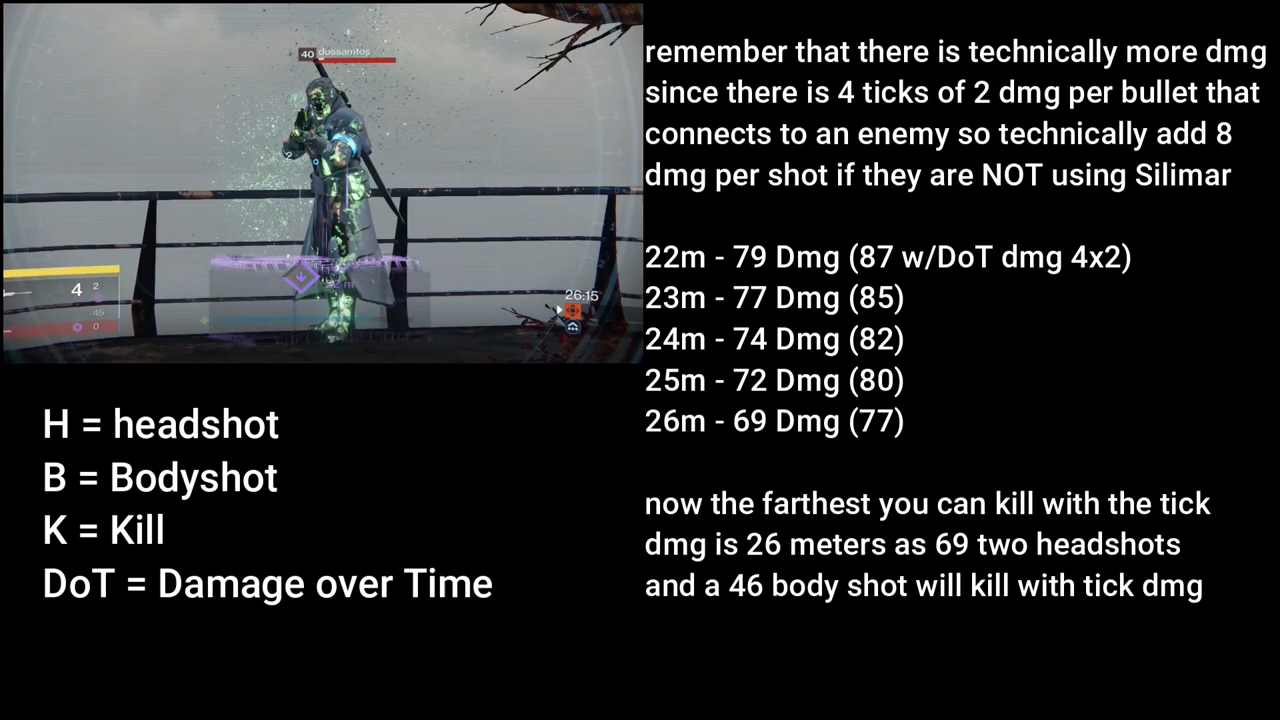 40 dossamtos
2
4 2
45
0
26:15
H = headshot
B = Bodyshot
K = Kill
DoT = Damage over Time
remember that there is technically more dmg
since there is 4 ticks of 2 dmg per bullet that
connects to an enemy so technically add 8
dmg per shot if they are NOT using Silimar
22m - 79 Dmg (87 w/DoT dmg 4x2)
23m - 77 Dmg (85)
24m - 74 Dmg (82)
25m - 72 Dmg (80)
26m - 69 Dmg (77)
now the farthest you can kill with the tick
dmg is 26 meters as 69 two headshots
and a 46 body shot will kill with tick dmg